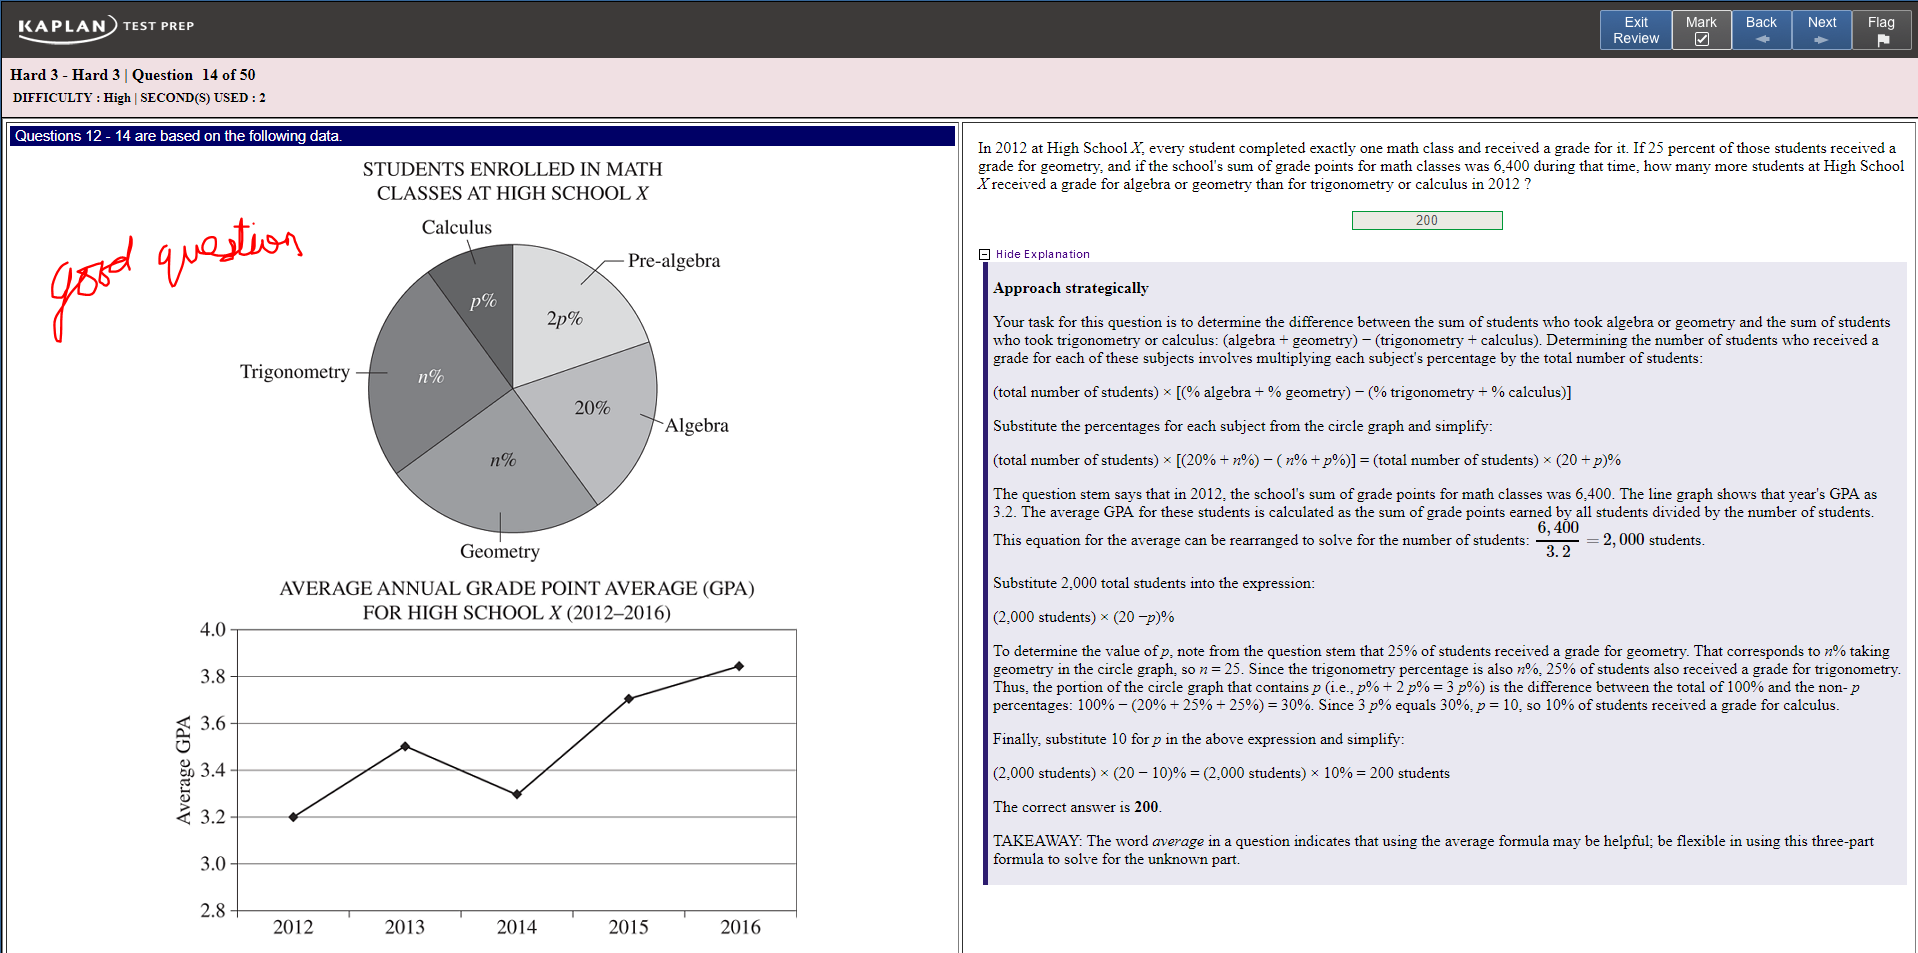 KAPLAN TEST PREP
Exit Review
Mark
Back
Next
Flag
Hard 3 - Hard 3 | Question 14 of 50
DIFFICULTY : High | SECOND(S) USED : 2
Questions 12 - 14 are based on the following data.
STUDENTS ENROLLED IN MATH
CLASSES AT HIGH SCHOOL X
good question
Calculus
Pre-algebra
p%
2p%
Trigonometry
n%
20%
Algebra
n%
Geometry
AVERAGE ANNUAL GRADE POINT AVERAGE (GPA)
FOR HIGH SCHOOL X (2012–2016)
Average GPA
4.0
3.8
3.6
3.4
3.2
3.0
2.8
2012 2013 2014 2015 2016
In 2012 at High School X, every student completed exactly one math class and received a grade for it. If 25 percent of those students received a
grade for geometry, and if the school's sum of grade points for math classes was 6,400 during that time, how many more students at High School
X received a grade for algebra or geometry than for trigonometry or calculus in 2012 ?
200
Hide Explanation
Approach strategically
Your task for this question is to determine the difference between the sum of students who took algebra or geometry and the sum of students
who took trigonometry or calculus: (algebra + geometry) − (trigonometry + calculus). Determining the number of students who received a
grade for each of these subjects involves multiplying each subject's percentage by the total number of students:
(total number of students) × [(% algebra + % geometry) − (% trigonometry + % calculus)]
Substitute the percentages for each subject from the circle graph and simplify:
(total number of students) × [(20% + n%) − ( n% + p%)] = (total number of students) × (20 + p)%
The question stem says that in 2012, the school's sum of grade points for math classes was 6,400. The line graph shows that year's GPA as
3.2. The average GPA for these students is calculated as the sum of grade points earned by all students divided by the number of students.
This equation for the average can be rearranged to solve for the number of students: 6,400 / 3.2 = 2,000 students.
Substitute 2,000 total students into the expression:
(2,000 students) × (20 −p)%
To determine the value of p, note from the question stem that 25% of students received a grade for geometry. That corresponds to n% taking
geometry in the circle graph, so n = 25. Since the trigonometry percentage is also n%, 25% of students also received a grade for trigonometry.
Thus, the portion of the circle graph that contains p (i.e., p% + 2 p% = 3 p%) is the difference between the total of 100% and the non- p
percentages: 100% − (20% + 25% + 25%) = 30%. Since 3 p% equals 30%, p = 10, so 10% of students received a grade for calculus.
Finally, substitute 10 for p in the above expression and simplify:
(2,000 students) × (20 − 10)% = (2,000 students) × 10% = 200 students
The correct answer is 200.
TAKEAWAY: The word average in a question indicates that using the average formula may be helpful; be flexible in using this three-part
formula to solve for the unknown part.